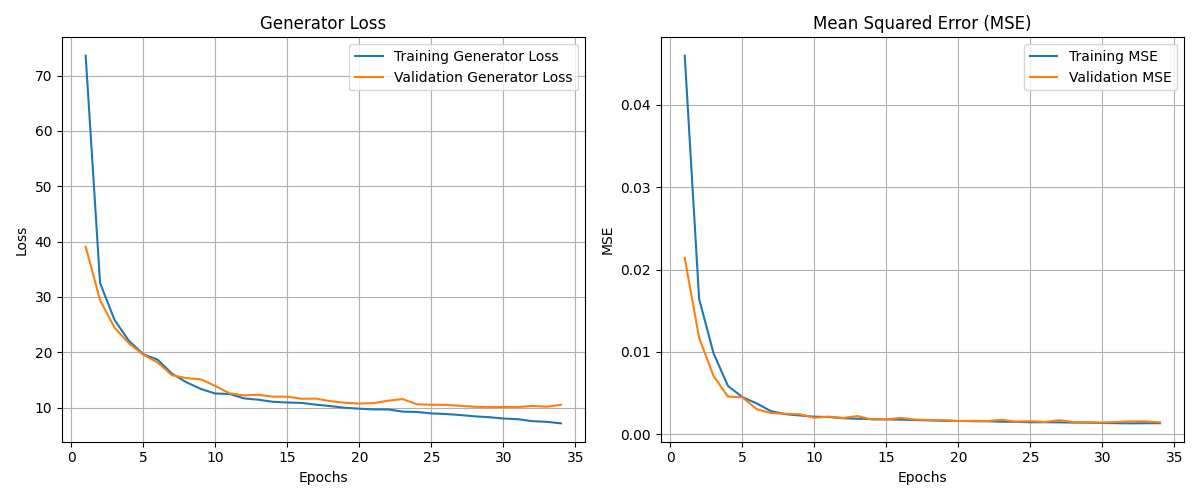 Generator Loss
Training Generator Loss
Validation Generator Loss
70
60
50
40
30
20
10
Loss
0 5 10 15 20 25 30 35
Epochs
Mean Squared Error (MSE)
Training MSE
Validation MSE
0.04
0.03
0.02
0.01
0.00
MSE
0 5 10 15 20 25 30 35
Epochs